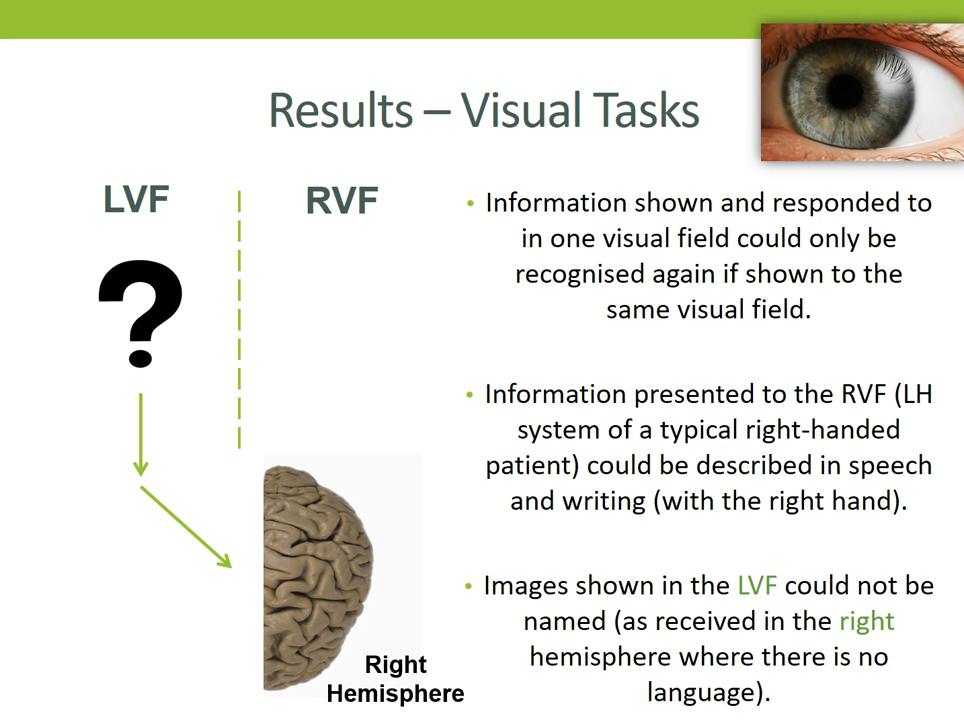 Results – Visual Tasks
LVF
RVF
?
Right
Hemisphere
• Information shown and responded to
in one visual field could only be
recognised again if shown to the
same visual field.
• Information presented to the RVF (LH
system of a typical right-handed
patient) could be described in speech
and writing (with the right hand).
• Images shown in the LVF could not be
named (as received in the right
hemisphere where there is no
language).